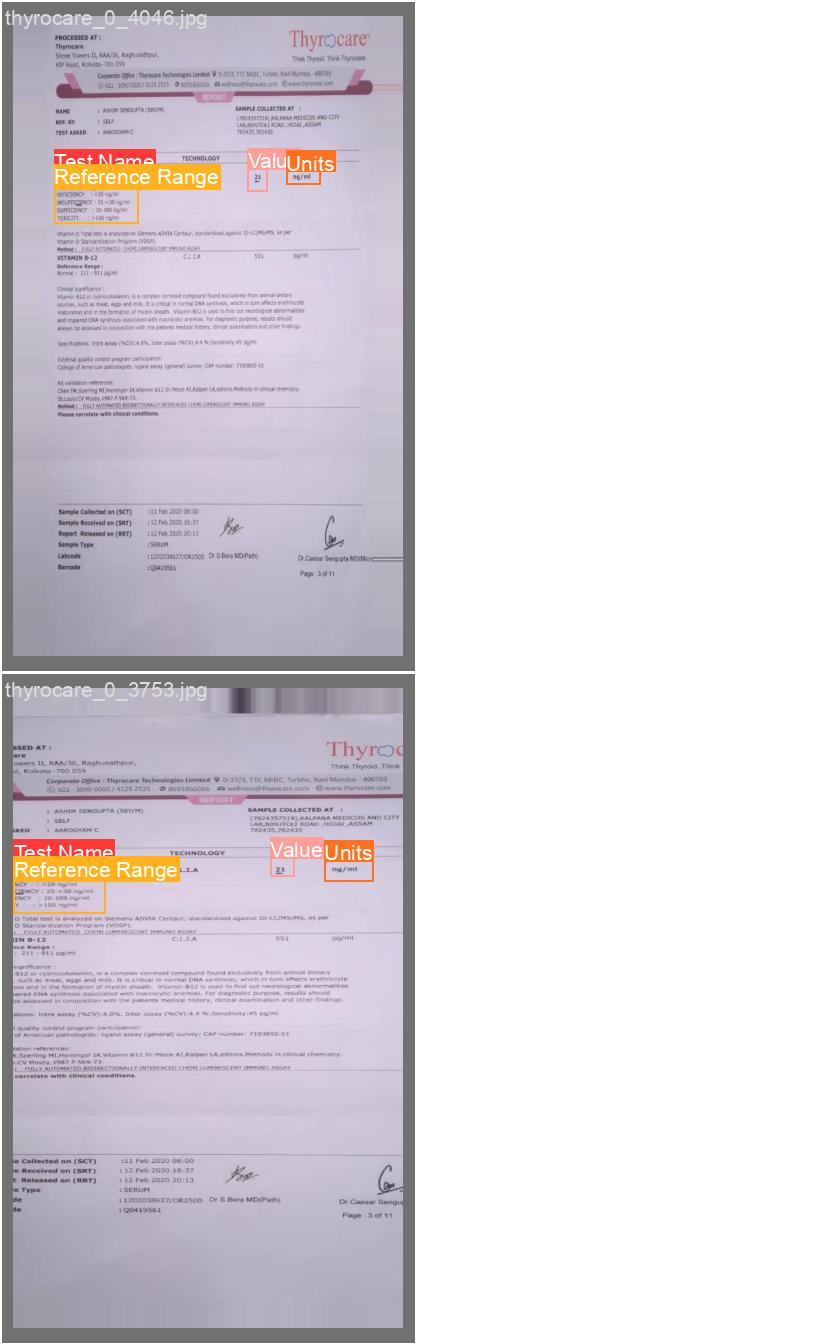 thyrocare_0_4046.jpg
PROCESSED AT :
Thyrocare
Shree Towers II, RAA/36, Raghunathpur,
VIP Road, Kolkata-700 059
Thyrocare
Think Thyroid. Think Thyrocare.
Corporate Office : Thyrocare Technologies Limited D-37/3, TTC MIDC, Turbhe, Navi Mumbai - 400703
022 - 3090 0000 / 4125 2525 8691866066 wellness@thyrocare.com www.thyrocare.com
REPORT
NAME : ASHIM SENGUPTA (58Y/M)
REF. BY : SELF
TEST ASKED : AAROGYAM C
SAMPLE COLLECTED AT :
(7824357519),KALPANA MEDICOS AND CITY
LAB,BIHUTOLI ROAD ,HOJAI ,ASSAM
782435,782435
Test Name TECHNOLOGY Valu Units
Reference Range 21 ng/ml
DEFICIENCY : <20 ng/ml
INSUFFICIENCY : 20-<30 ng/ml
SUFFICIENCY : 30-100 ng/ml
TOXICITY : >100 ng/ml
Vitamin D Total test is analyzed on Siemens ADVIA Centaur, standardized against ID-LC/MS/MS, as per
Vitamin D Standardization Program (VDSP).
Method : FULLY AUTOMATED CHEMI LUMINESCENT IMMUNO ASSAY
VITAMIN B-12 C.L.I.A 551 pg/ml
Reference Range :
Normal : 211 - 911 pg/ml
Clinical significance :
Vitamin B12 or cyanocobalamin, is a complex corrinoid compound found exclusively from animal dietary
sources, such as meat, eggs and milk. It is critical in normal DNA synthesis, which in turn affects erythrocyte
maturation and in the formation of myelin sheath. Vitamin-B12 is used to find out neurological abnormalities
and impaired DNA synthesis associated with macrocytic anemias. For diagnostic purpose, results should
always be assessed in conjunction with the patients medical history, clinical examination and other findings.
Specifications: Intra assay (%CV):4.0%, Inter assay (%CV):4.4 %;Sensitivity:45 pg/ml
External quality control program participation:
College of American pathologists: ligand assay (general) survey; CAP number: 7193855-01
Kit validation references:
Chen IW,Sperling MI,Heminger IA.Vitamin B12.In:Pesce AJ,Kalpan LA,editors.Methods in clinical chemistry.
St.Louis:CV Mosby,1987.P.569-73.
Method : FULLY AUTOMATED BIDIRECTIONALLY INTERFACED CHEMI LUMINESCENT IMMUNO ASSAY
Please correlate with clinical conditions.
Sample Collected on (SCT) :11 Feb 2020 08:00
Sample Received on (SRT) :12 Feb 2020 18:37
Report Released on (RRT) :12 Feb 2020 20:13
Sample Type :SERUM
Labcode :1202038627/OR2500 Dr S.Bera MD(Path) Dr.Caesar Sengupta MD(Mic
Barcode :Q0419561
Page : 3 of 11
thyrocare_0_3753.jpg
SSED AT :
are
owers II, RAA/36, Raghunathpur,
d, Kolkata-700 059
Thyroc
Think Thyroid. Think Thyro
Corporate Office : Thyrocare Technologies Limited D-37/3, TTC MIDC, Turbhe, Navi Mumbai - 400703
022 - 3090 0000 / 4125 2525 8691866066 wellness@thyrocare.com www.thyrocare.com
REPORT
: ASHIM SENGUPTA (58Y/M)
: SELF
SKED : AAROGYAM C
SAMPLE COLLECTED AT :
(7824357519),KALPANA MEDICOS AND CITY
LAB,BIHUTOLI ROAD ,HOJAI ,ASSAM
782435,782435
Test Name TECHNOLOGY Value Units
Reference Range L.I.A 21 ng/ml
NCY : <20 ng/ml
CIENCY : 20-<30 ng/ml
ENCY : 30-100 ng/ml
Y : >100 ng/ml
D Total test is analyzed on Siemens ADVIA Centaur, standardized against ID-LC/MS/MS, as per
D Standardization Program (VDSP).
: FULLY AUTOMATED CHEMI LUMINESCENT IMMUNO ASSAY
IN B-12 C.L.I.A 551 pg/ml
nce Range :
: 211 - 911 pg/ml
significance :
B12 or cyanocobalamin, is a complex corrinoid compound found exclusively from animal dietary
, such as meat, eggs and milk. It is critical in normal DNA synthesis, which in turn affects erythrocyte
ion and in the formation of myelin sheath. Vitamin-B12 is used to find out neurological abnormalities
aired DNA synthesis associated with macrocytic anemias. For diagnostic purpose, results should
be assessed in conjunction with the patients medical history, clinical examination and other findings.
ations: Intra assay (%CV):4.0%, Inter assay (%CV):4.4 %;Sensitivity:45 pg/ml
l quality control program participation:
of American pathologists: ligand assay (general) survey; CAP number: 7193855-01
dation references:
W,Sperling MI,Heminger IA.Vitamin B12.In:Pesce AJ,Kalpan LA,editors.Methods in clinical chemistry.
s:CV Mosby,1987.P.569-73.
: FULLY AUTOMATED BIDIRECTIONALLY INTERFACED CHEMI LUMINESCENT IMMUNO ASSAY
correlate with clinical conditions.
le Collected on (SCT) :11 Feb 2020 08:00
le Received on (SRT) :12 Feb 2020 18:37
t Released on (RRT) :12 Feb 2020 20:13
le Type :SERUM
de :1202038627/OR2500 Dr S.Bera MD(Path) Dr.Caesar Sengu
de :Q0419561
Page : 3 of 11